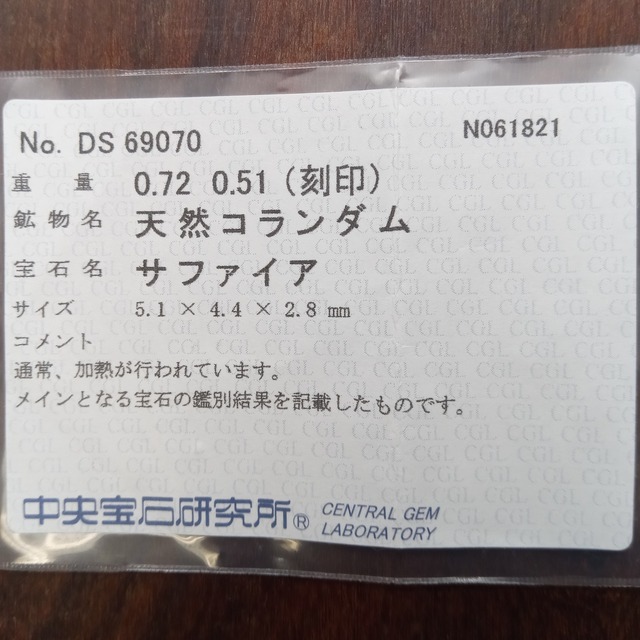 No. DS 69070 N061821
重量 0.72 0.51 (刻印)
鉱物名 天然コランダム
宝石名 サファイア
サイズ 5.1 × 4.4 × 2.8 mm
コメント
通常、加熱が行われています。
メインとなる宝石の鑑別結果を記載したものです。
中央宝石研究所® CENTRAL GEM
LABORATORY